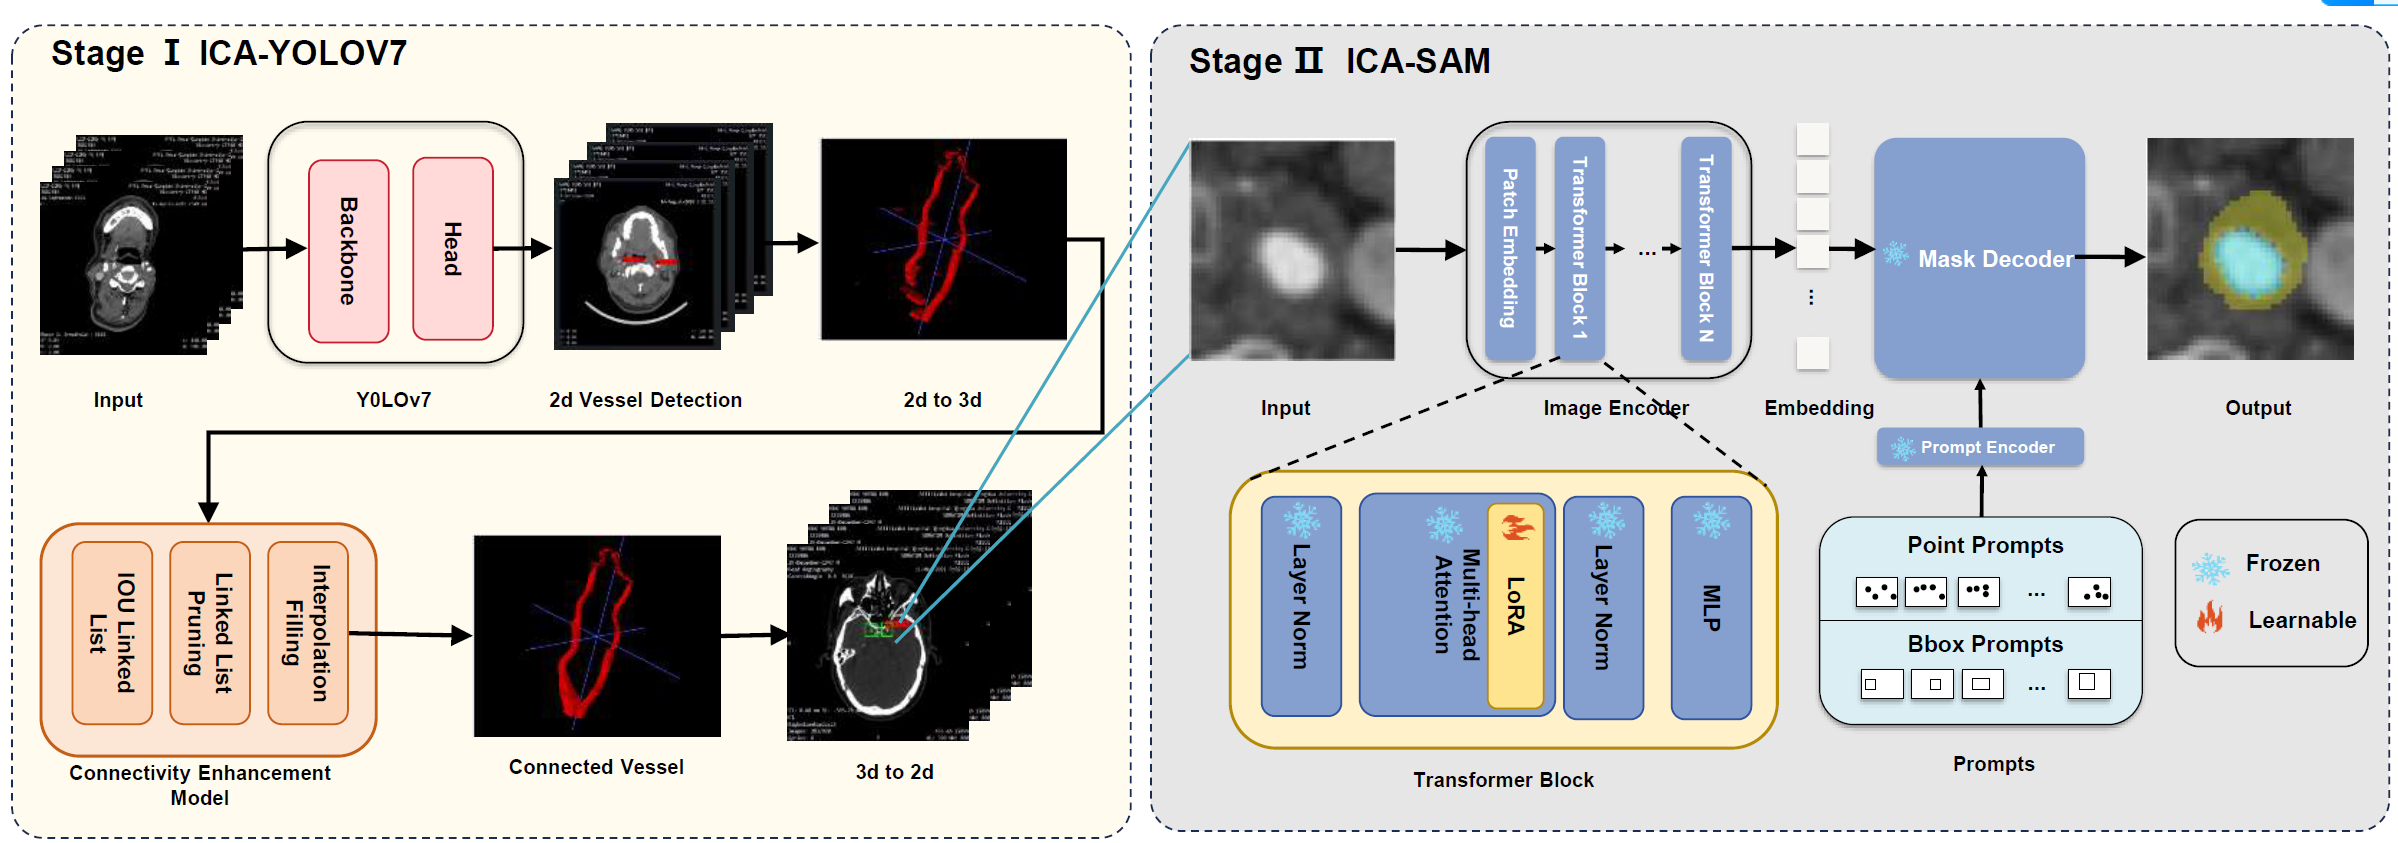 Stage Ⅰ ICA-YOLOV7
Backbone
Head
Input
Y0LOv7
2d Vessel Detection
2d to 3d
IOU Linked
List
Linked List
Pruning
Interpolation
Filling
Connectivity Enhancement
Model
Connected Vessel
3d to 2d
Stage Ⅱ ICA-SAM
Patch Embedding
Transformer Block 1
...
Transformer Block N
...
Mask Decoder
Input
Image Encoder
Embedding
Output
Prompt Encoder
Layer Norm
Multi-head
Attention
LoRA
Layer Norm
MLP
Transformer Block
Point Prompts
...
Bbox Prompts
...
Prompts
Frozen
Learnable